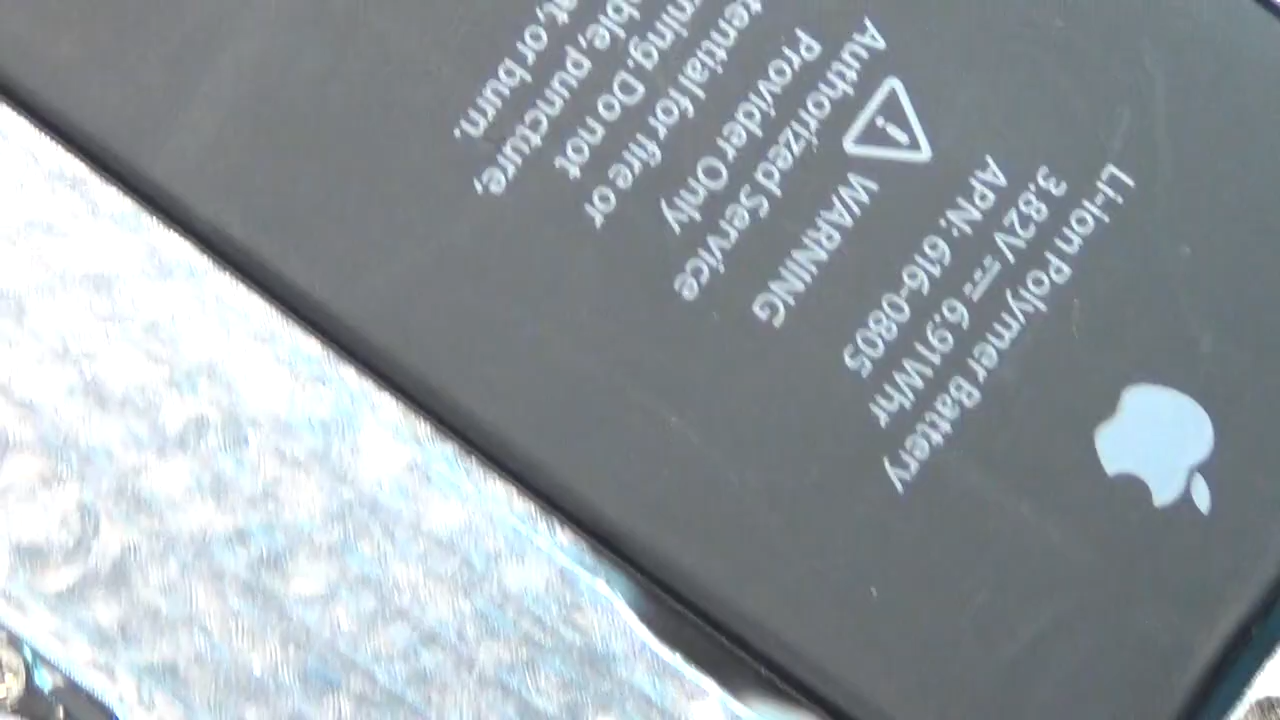 Li-Ion Polymer Battery
3.82V ⎓ 6.91Whr
APN: 616-0805
WARNING
Authorized Service
Provider Only
tential for fire or
rning. Do not
ble, puncture,
t, or burn.